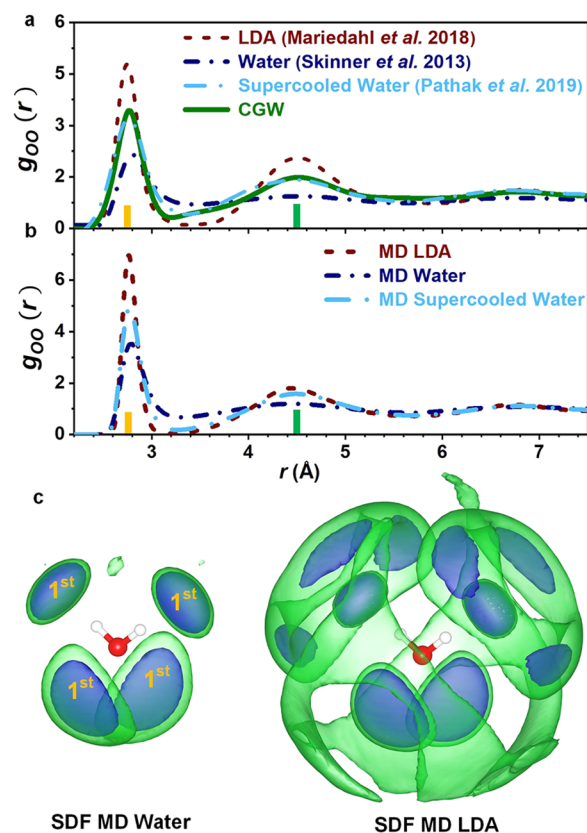 a
6
5
3
2
0
g_OO(r)
LDA (Mariedahl et al. 2018)
Water (Skinner et al. 2013)
Supercooled Water (Pathak et al. 2019)
CGW
b
6
4
2
0
g_OO(r)
MD LDA
MD Water
MD Supercooled Water
3 4 5 6 7
r (Å)
c
1st 1st
1st 1st
SDF MD Water SDF MD LDA